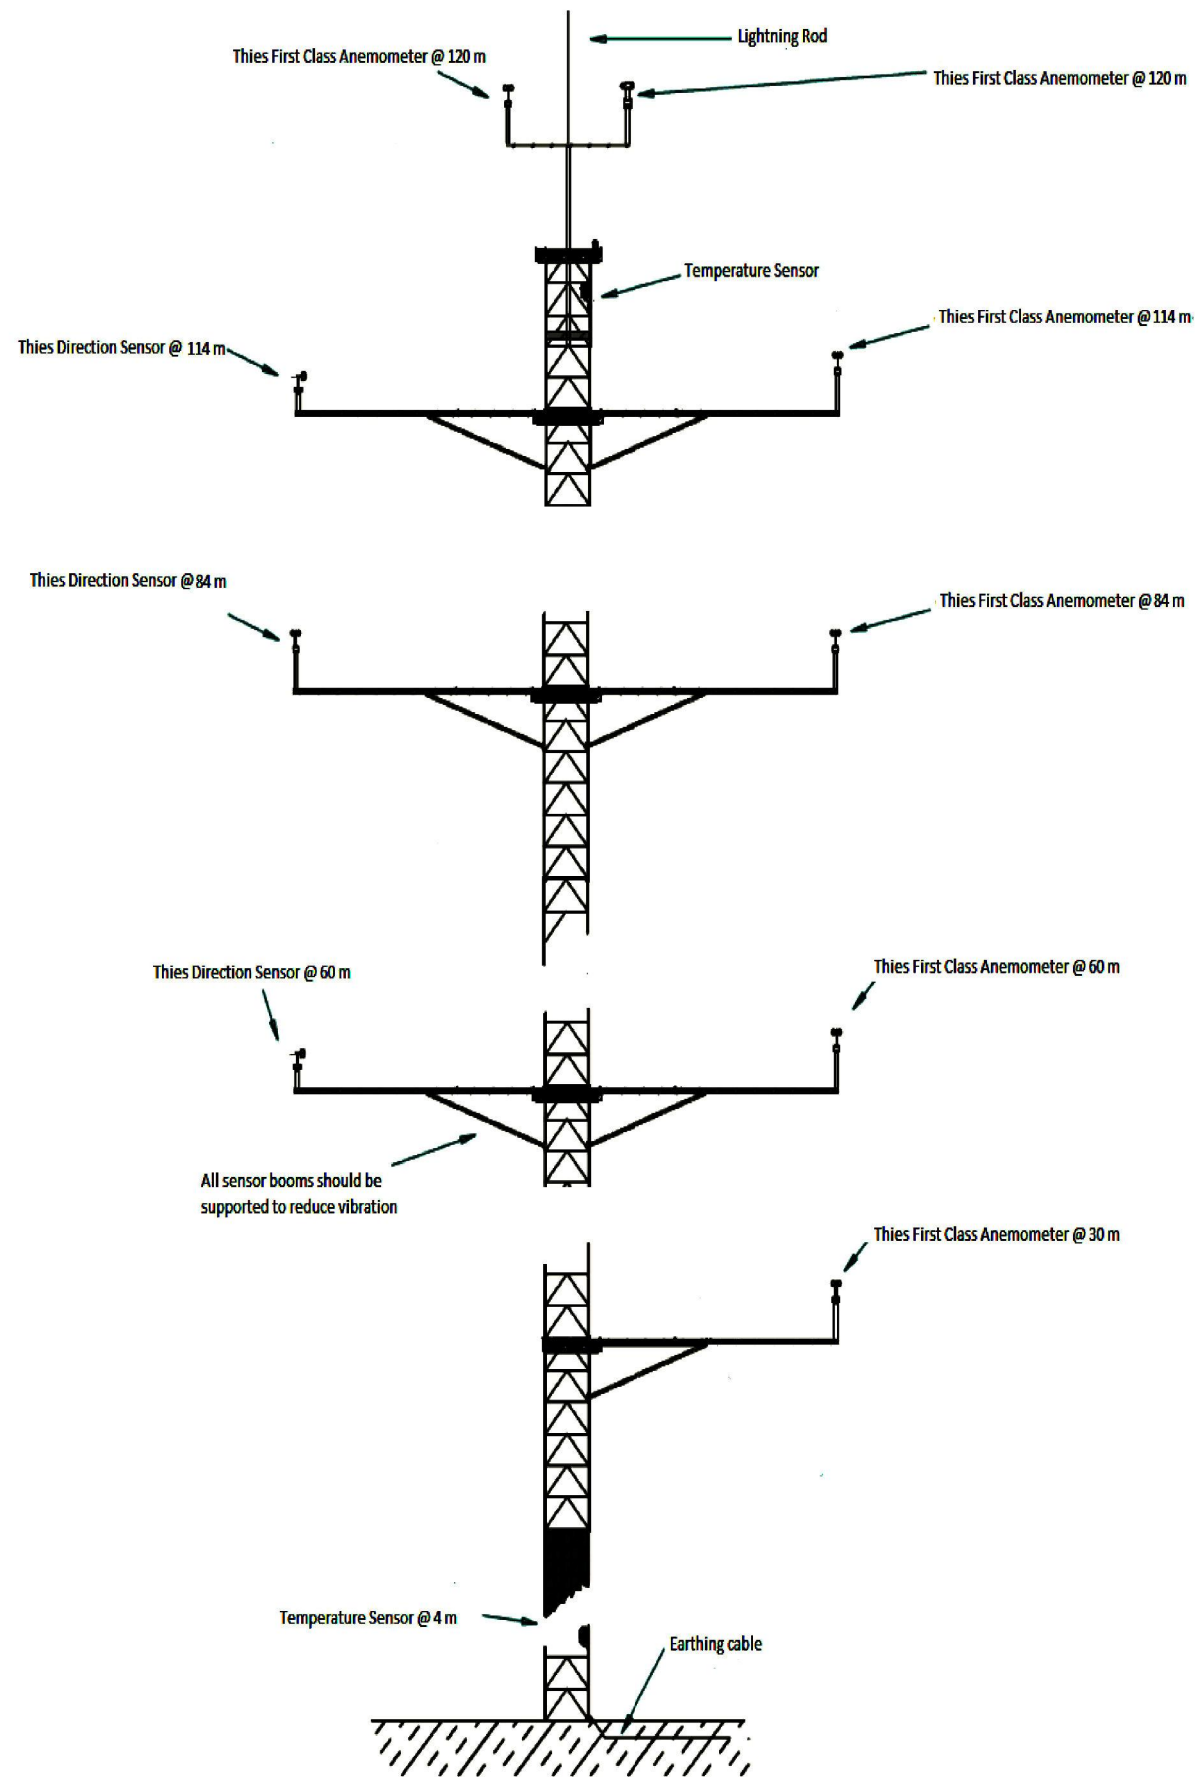 Lightning Rod
Thies First Class Anemometer @ 120 m
Thies First Class Anemometer @ 120 m
Temperature Sensor
Thies First Class Anemometer @ 114 m
Thies Direction Sensor @ 114 m
Thies Direction Sensor @ 84 m
Thies First Class Anemometer @ 84 m
Thies Direction Sensor @ 60 m
Thies First Class Anemometer @ 60 m
All sensor booms should be
supported to reduce vibration
Thies First Class Anemometer @ 30 m
Temperature Sensor @ 4 m
Earthing cable